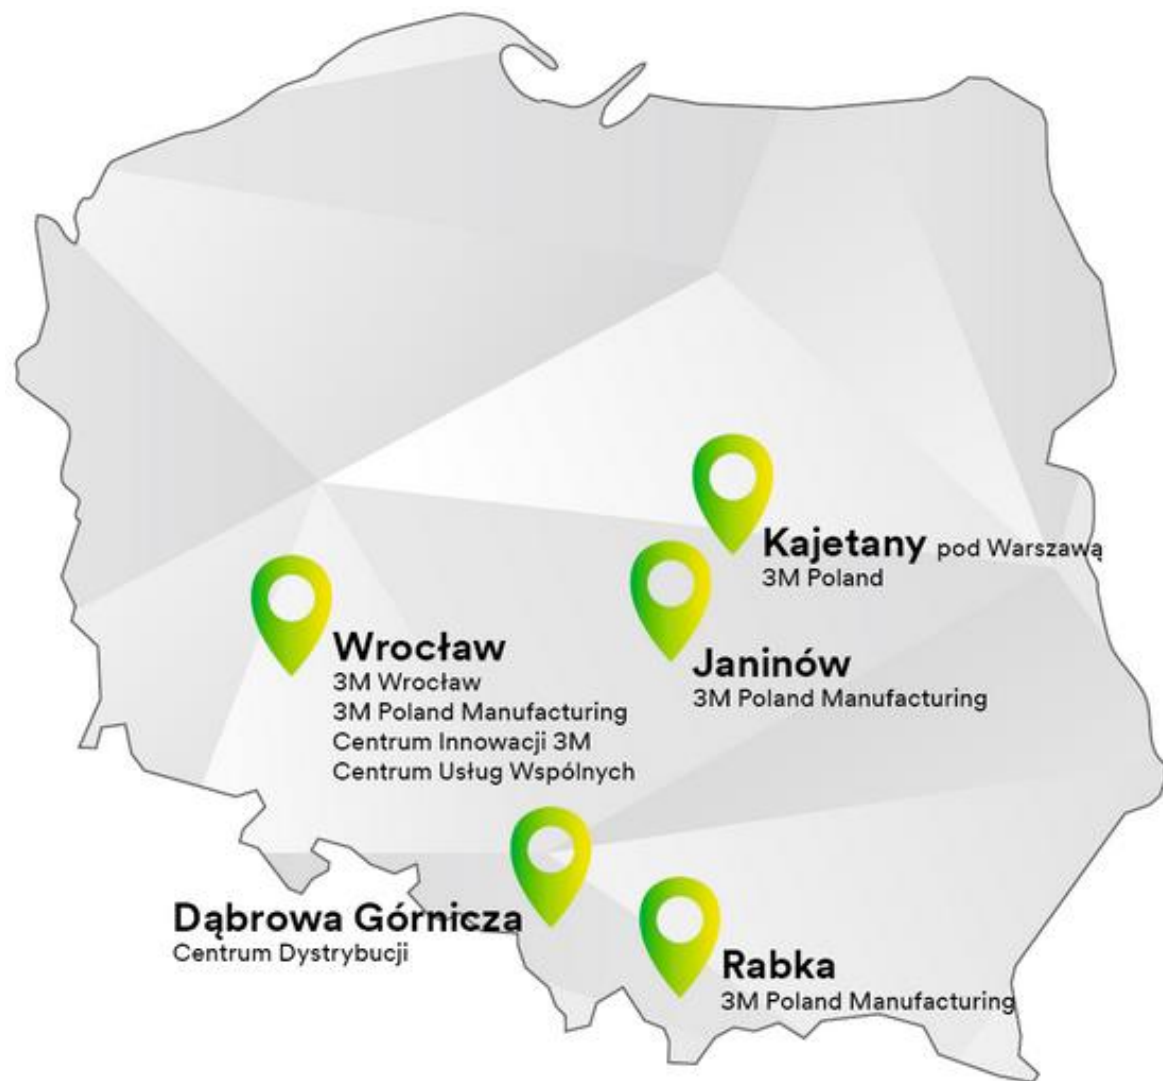 Kajetany pod Warszawą
3M Poland
Wrocław
3M Wrocław
3M Poland Manufacturing
Centrum Innowacji 3M
Centrum Usług Wspólnych
Janinów
3M Poland Manufacturing
Dąbrowa Górnicza
Centrum Dystrybucji
Rabka
3M Poland Manufacturing